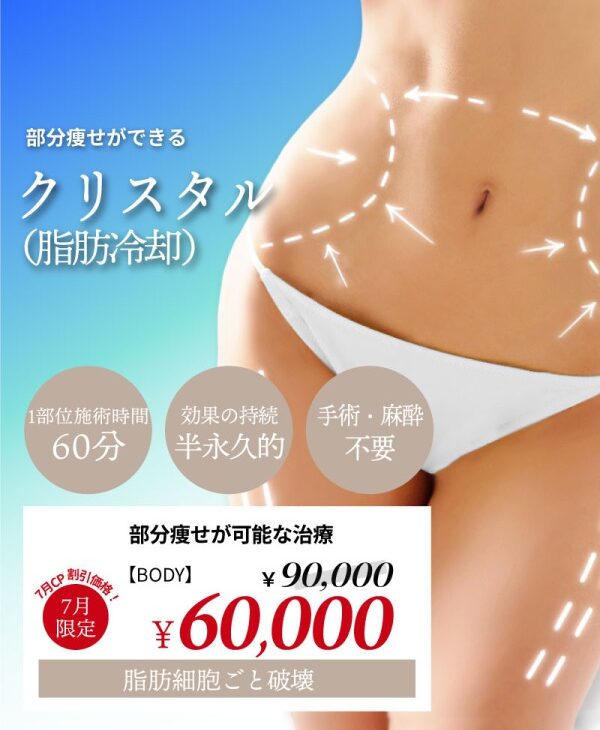 部分痩せができる
クリスタル
（脂肪冷却）
1部位施術時間
60分
効果の持続
半永久的
手術・麻酔
不要
部分痩せが可能な治療
7月CP 割引価格！
7月
限定
【BODY】
¥90,000
¥60,000
脂肪細胞ごと破壊